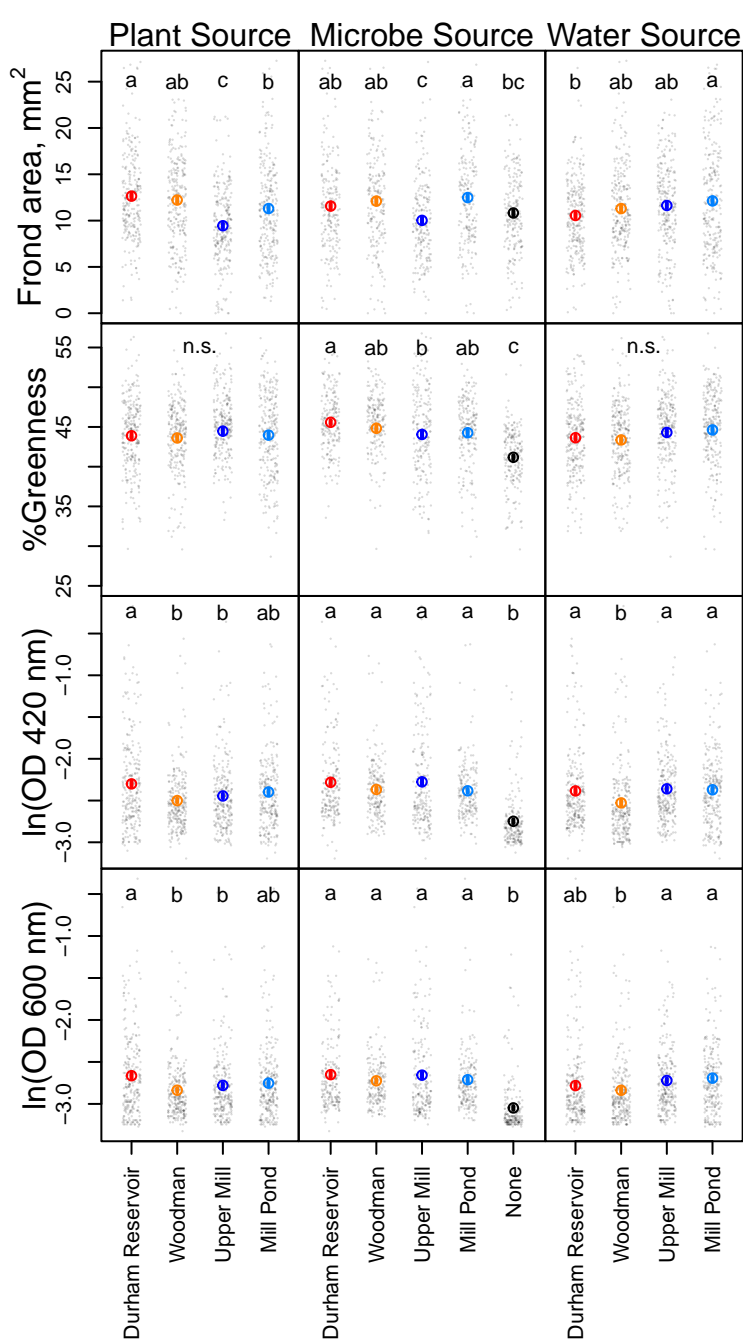 Plant Source Microbe Source Water Source
Frond area, mm²
25
20
15
10
5
0
a ab c b
ab ab c a bc
b ab ab a
%Greenness
55
45
35
25
n.s.
a ab b ab c
n.s.
ln(OD 420 nm)
−1.0
−2.0
−3.0
a b b ab
a a a a b
a b a a
ln(OD 600 nm)
−1.0
−2.0
−3.0
a b b ab
a a a a b
ab b a a
Durham Reservoir
Woodman
Upper Mill
Mill Pond
Durham Reservoir
Woodman
Upper Mill
Mill Pond
None
Durham Reservoir
Woodman
Upper Mill
Mill Pond